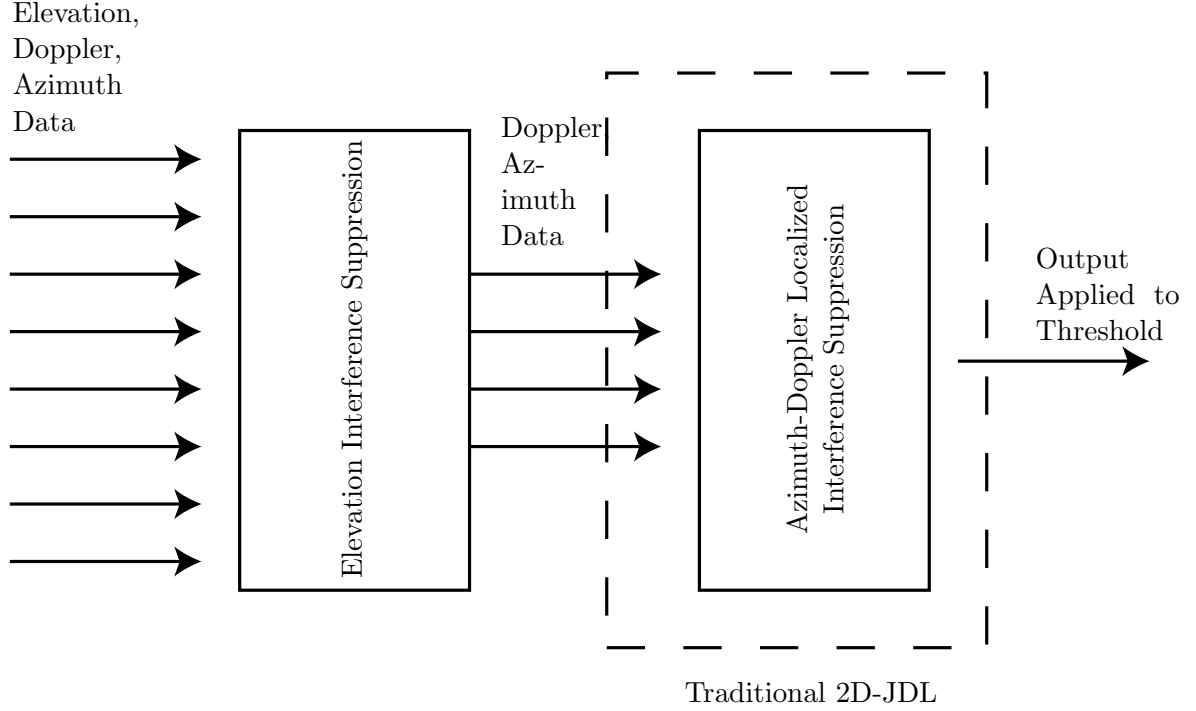 Elevation,
Doppler,
Azimuth
Data
Elevation Interference Suppression
Doppler,
Az-
imuth
Data
Azimuth-Doppler Localized
Interference Suppression
Output
Applied to
Threshold
Traditional 2D-JDL